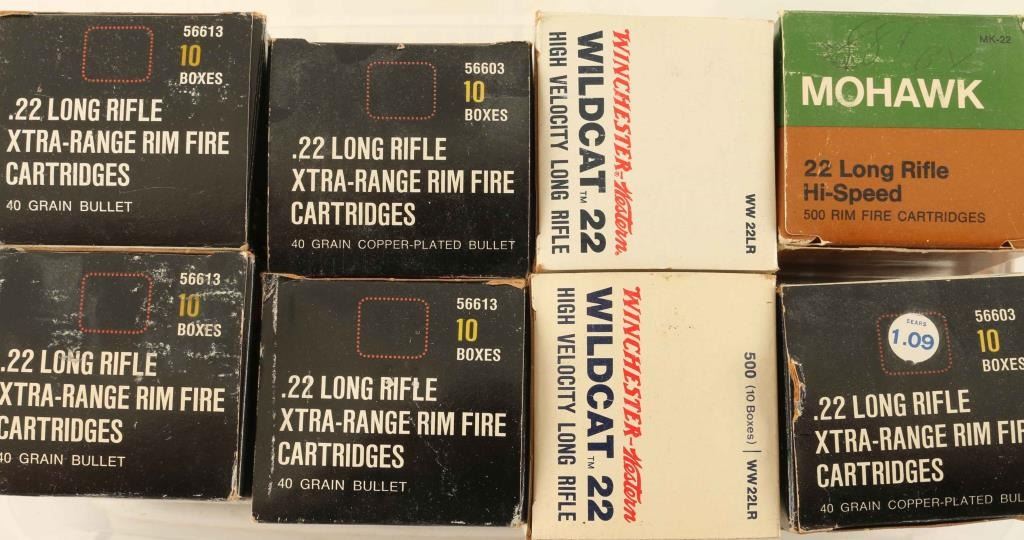 56613
10
BOXES
.22 LONG RIFLE
XTRA-RANGE RIM FIRE
CARTRIDGES
40 GRAIN BULLET
56603
10
BOXES
.22 LONG RIFLE
XTRA-RANGE RIM FIRE
CARTRIDGES
40 GRAIN COPPER-PLATED BULLET
WINCHESTER-Western
WILDCAT™ 22
HIGH VELOCITY LONG RIFLE
WW 22LR
MK-22
MOHAWK
22 Long Rifle
Hi-Speed
500 RIM FIRE CARTRIDGES
56613
10
BOXES
.22 LONG RIFLE
XTRA-RANGE RIM FIRE
CARTRIDGES
40 GRAIN BULLET
56613
10
BOXES
.22 LONG RIFLE
XTRA-RANGE RIM FIRE
CARTRIDGES
40 GRAIN BULLET
WINCHESTER-Western
WILDCAT™ 22
HIGH VELOCITY LONG RIFLE
500 (10 Boxes) | WW22LR
SEARS
1.09
56603
10
BOXES
.22 LONG RIFLE
XTRA-RANGE RIM FIR
CARTRIDGES
40 GRAIN COPPER-PLATED BUL